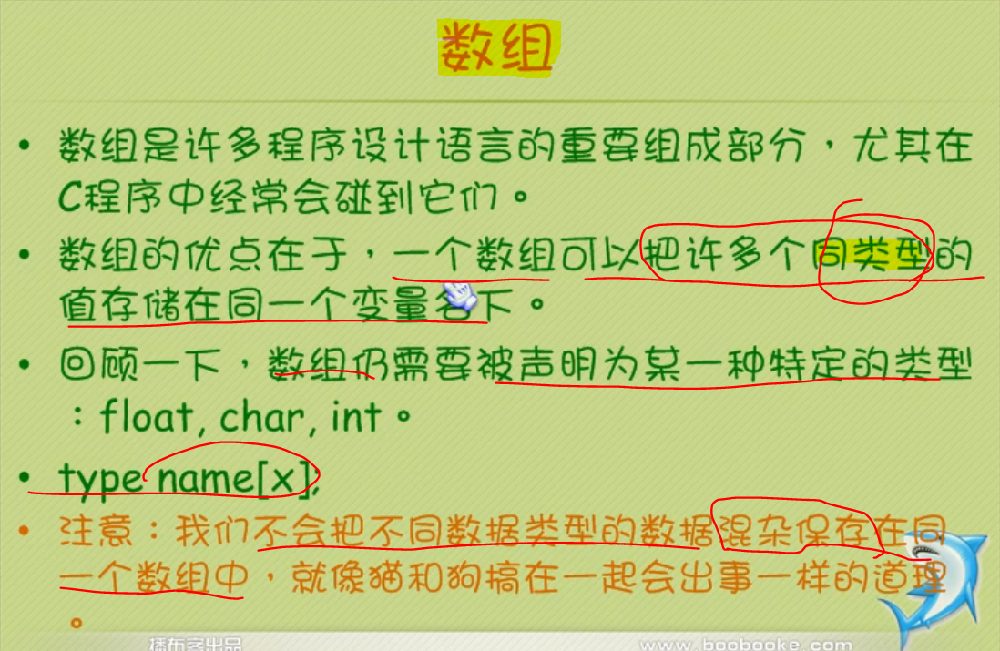 数组
• 数组是许多程序设计语言的重要组成部分，尤其在
C程序中经常会碰到它们。
• 数组的优点在于，一个数组可以把许多个同类型的
值存储在同一个变量名下。
• 回顾一下，数组仍需要被声明为某一种特定的类型
：float, char, int。
• type name[x];
• 注意：我们不会把不同数据类型的数据混杂保存在同
一个数组中，就像猫和狗搞在一起会出事一样的道理
。
播布客出品 www.boobooke.com